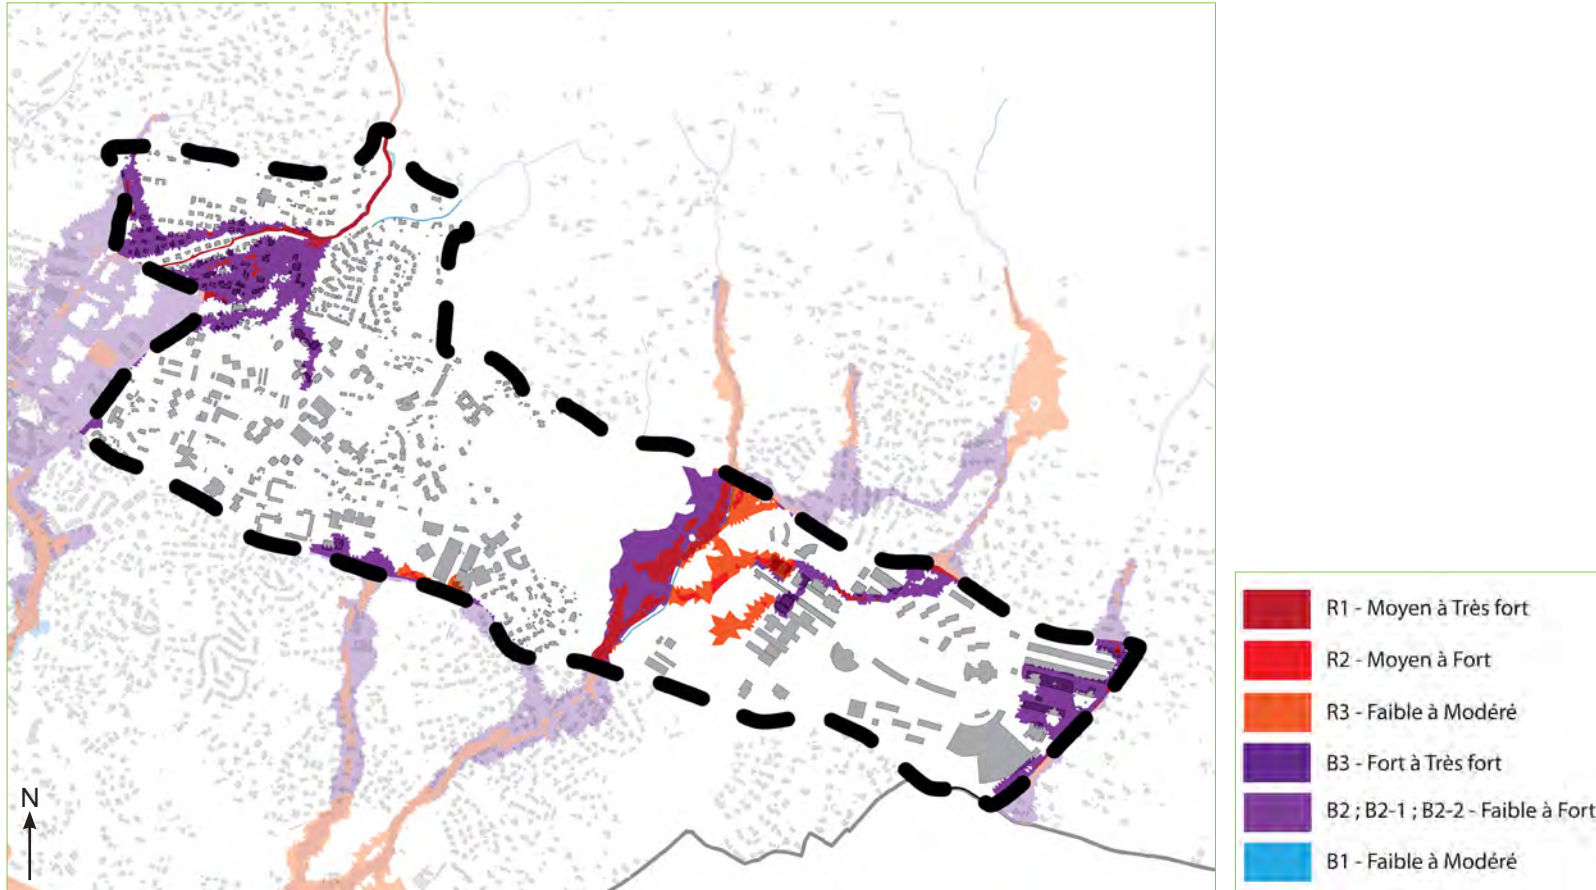 N
R1 - Moyen à Très fort
R2 - Moyen à Fort
R3 - Faible à Modéré
B3 - Fort à Très fort
B2 ; B2-1 ; B2-2 - Faible à Fort
B1 - Faible à Modéré